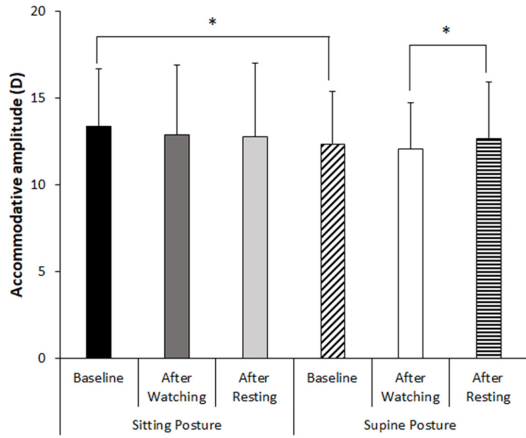 20
15
10
5
0
Accommodative amplitude (D)
*
*
Baseline
After
Watching
After
Resting
Baseline
After
Watching
After
Resting
Sitting Posture
Supine Posture